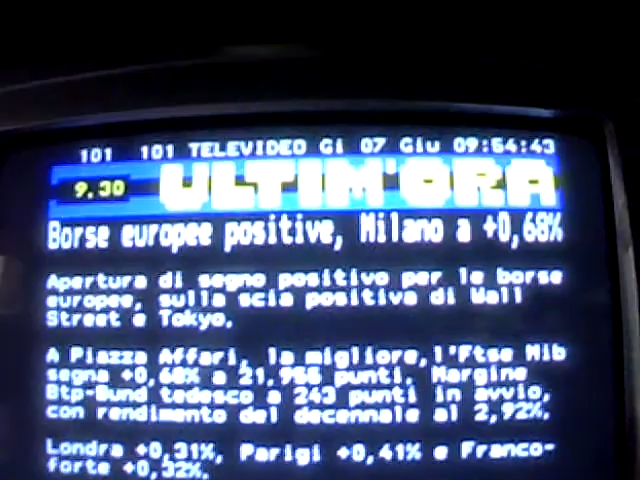 101 101 TELEVIDEO Gi 07 Giu 09:54:43
9.30 ULTIM'ORA
Borse europee positive, Milano a +0,68%
Apertura di segno positivo per le borse
europee, sulla scia positiva di Wall
Street e Tokyo.
A Piazza Affari, la migliore,l'Ftse Mib
segna +0,68% a 21.955 punti. Margine
Btp-Bund tedesco a 243 punti in avvio,
con rendimento del decennale al 2,92%.
Londra +0,31%, Parigi +0,41% e Franco-
forte +0,32%.